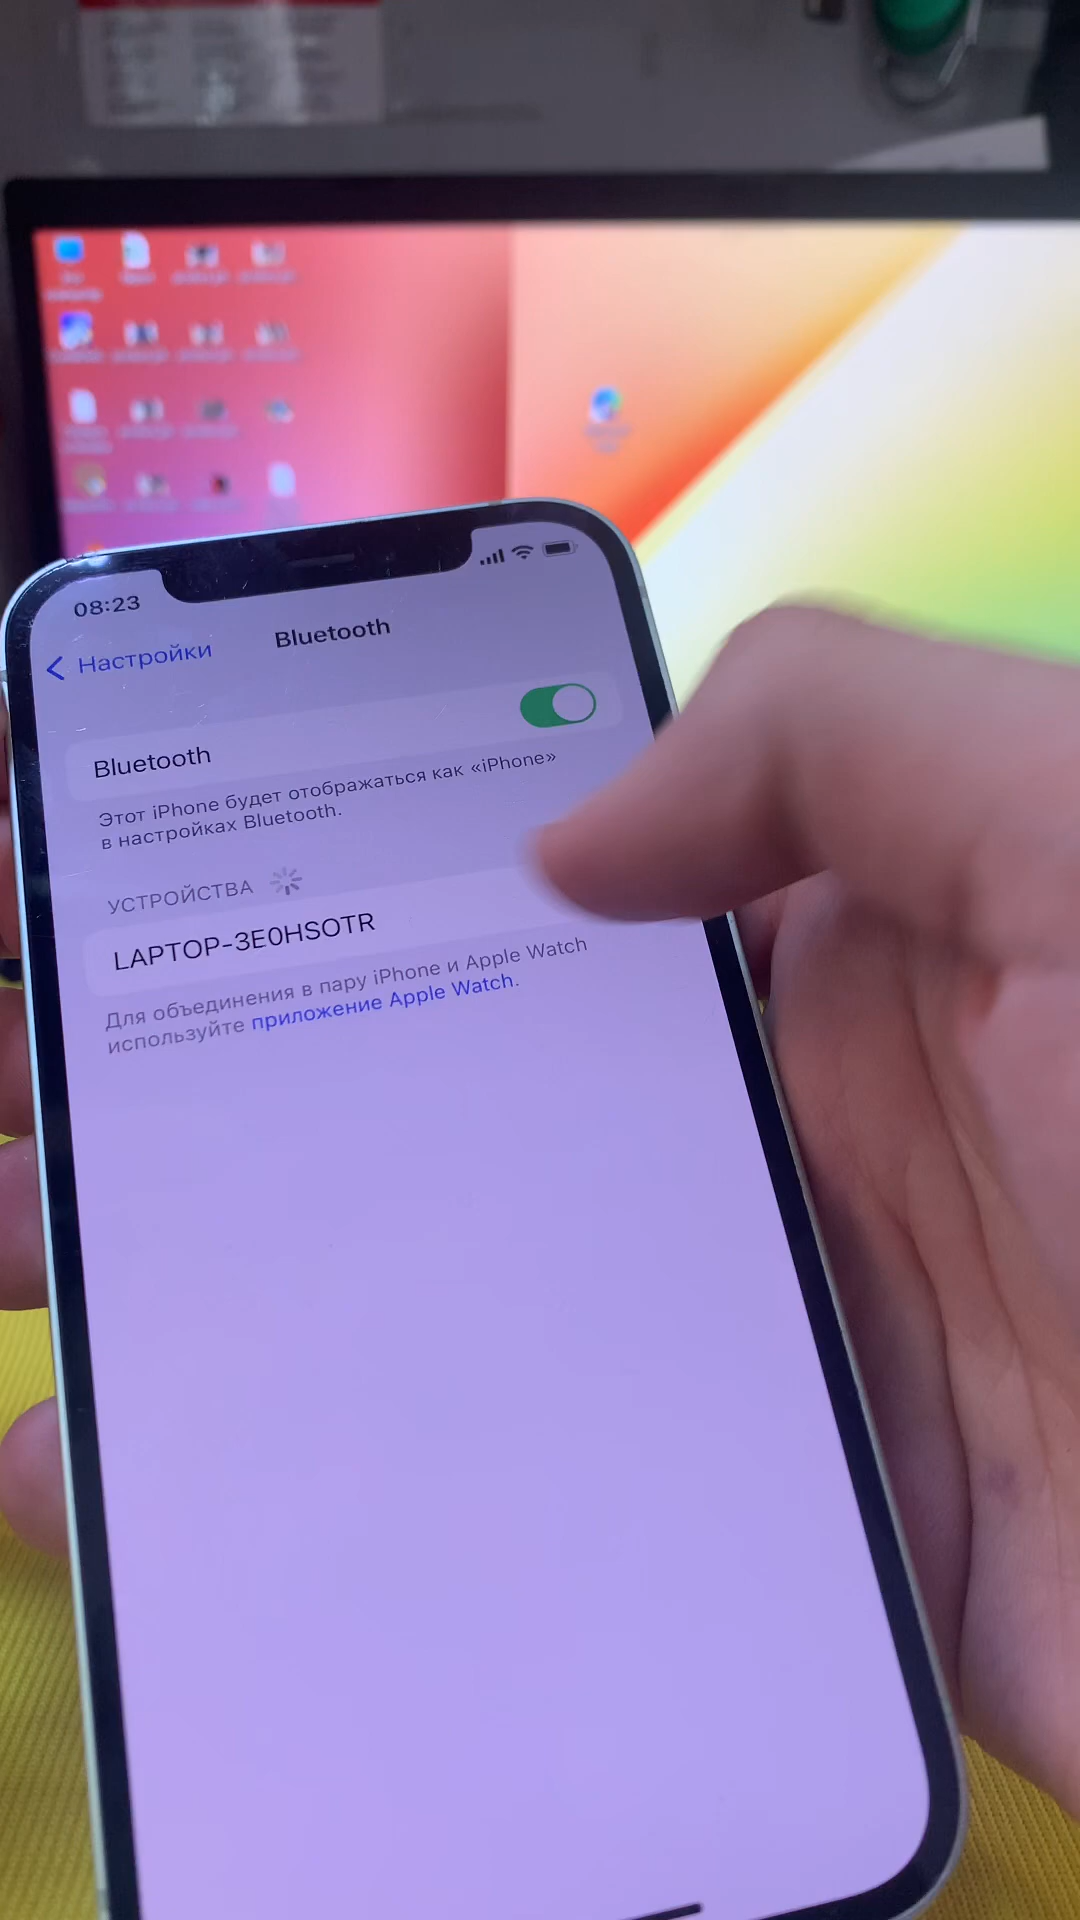 08:23
Настройки
Bluetooth
Bluetooth
Этот iPhone будет отображаться как «iPhone»
в настройках Bluetooth.
УСТРОЙСТВА
LAPTOP-3E0HSOTR
Для объединения в пару iPhone и Apple Watch
используйте приложение Apple Watch.